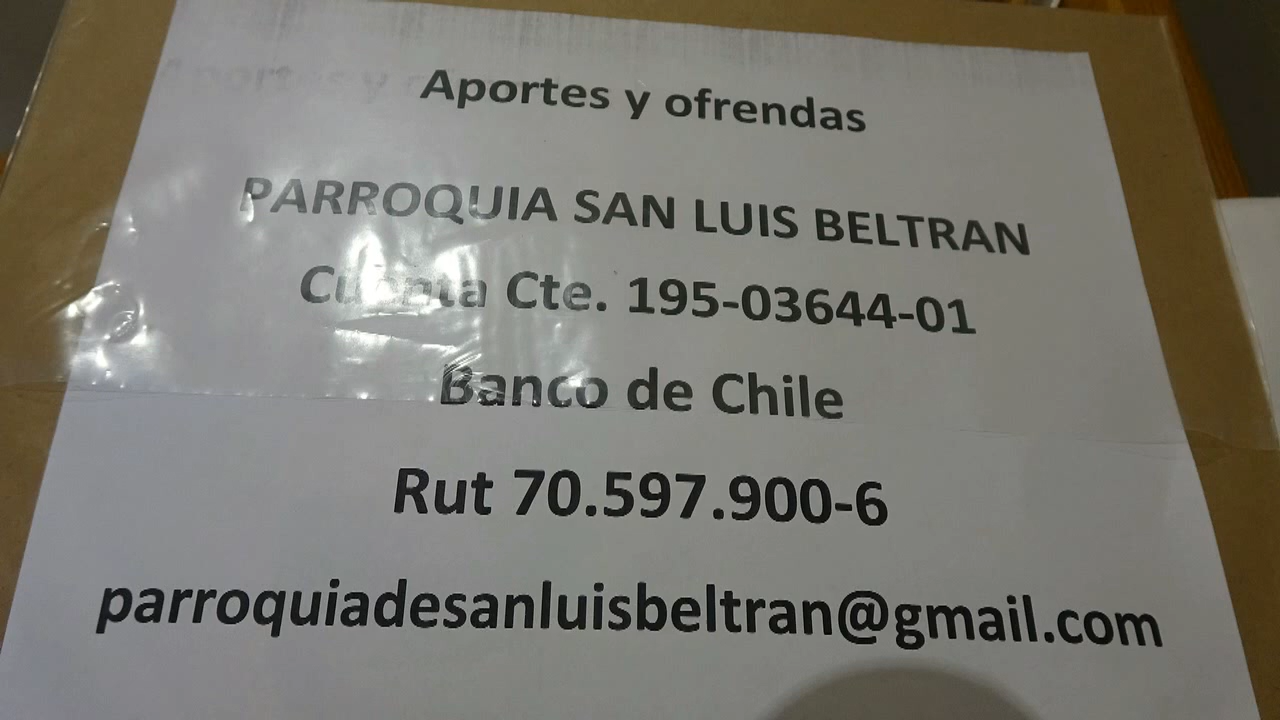 Aportes y ofrendas
PARROQUIA SAN LUIS BELTRAN
Cuenta Cte. 195-03644-01
Banco de Chile
Rut 70.597.900-6
parroquiadesanluisbeltran@gmail.com